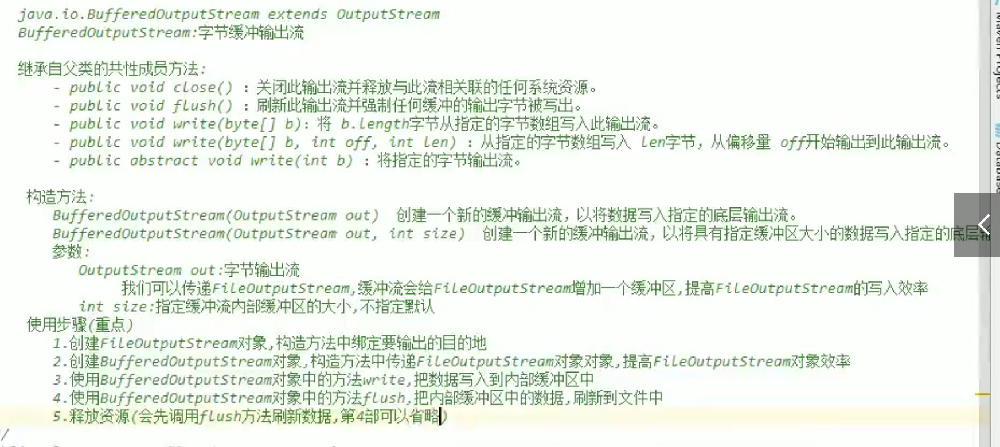 java.io.BufferedOutputStream extends OutputStream
BufferedOutputStream:字节缓冲输出流
继承自父类的共性成员方法:
- public void close() ：关闭此输出流并释放与此流相关联的任何系统资源。
- public void flush() ：刷新此输出流并强制任何缓冲的输出字节被写出。
- public void write(byte[] b)：将 b.length字节从指定的字节数组写入此输出流。
- public void write(byte[] b, int off, int len) ：从指定的字节数组写入 len字节，从偏移量 off开始输出到此输出流。
- public abstract void write(int b) ：将指定的字节输出流。
构造方法:
BufferedOutputStream(OutputStream out) 创建一个新的缓冲输出流，以将数据写入指定的底层输出流。
BufferedOutputStream(OutputStream out, int size) 创建一个新的缓冲输出流，以将具有指定缓冲区大小的数据写入指定的底层输
参数:
OutputStream out:字节输出流
我们可以传递FileOutputStream,缓冲流会给FileOutputStream增加一个缓冲区,提高FileOutputStream的写入效率
int size:指定缓冲流内部缓冲区的大小,不指定默认
使用步骤(重点)
1.创建FileOutputStream对象,构造方法中绑定要输出的目的地
2.创建BufferedOutputStream对象,构造方法中传递FileOutputStream对象对象,提高FileOutputStream对象效率
3.使用BufferedOutputStream对象中的方法write,把数据写入到内部缓冲区中
4.使用BufferedOutputStream对象中的方法flush,把内部缓冲区中的数据,刷新到文件中
5.释放资源(会先调用flush方法刷新数据,第4部可以省略)
*/
Maven Projects
Database